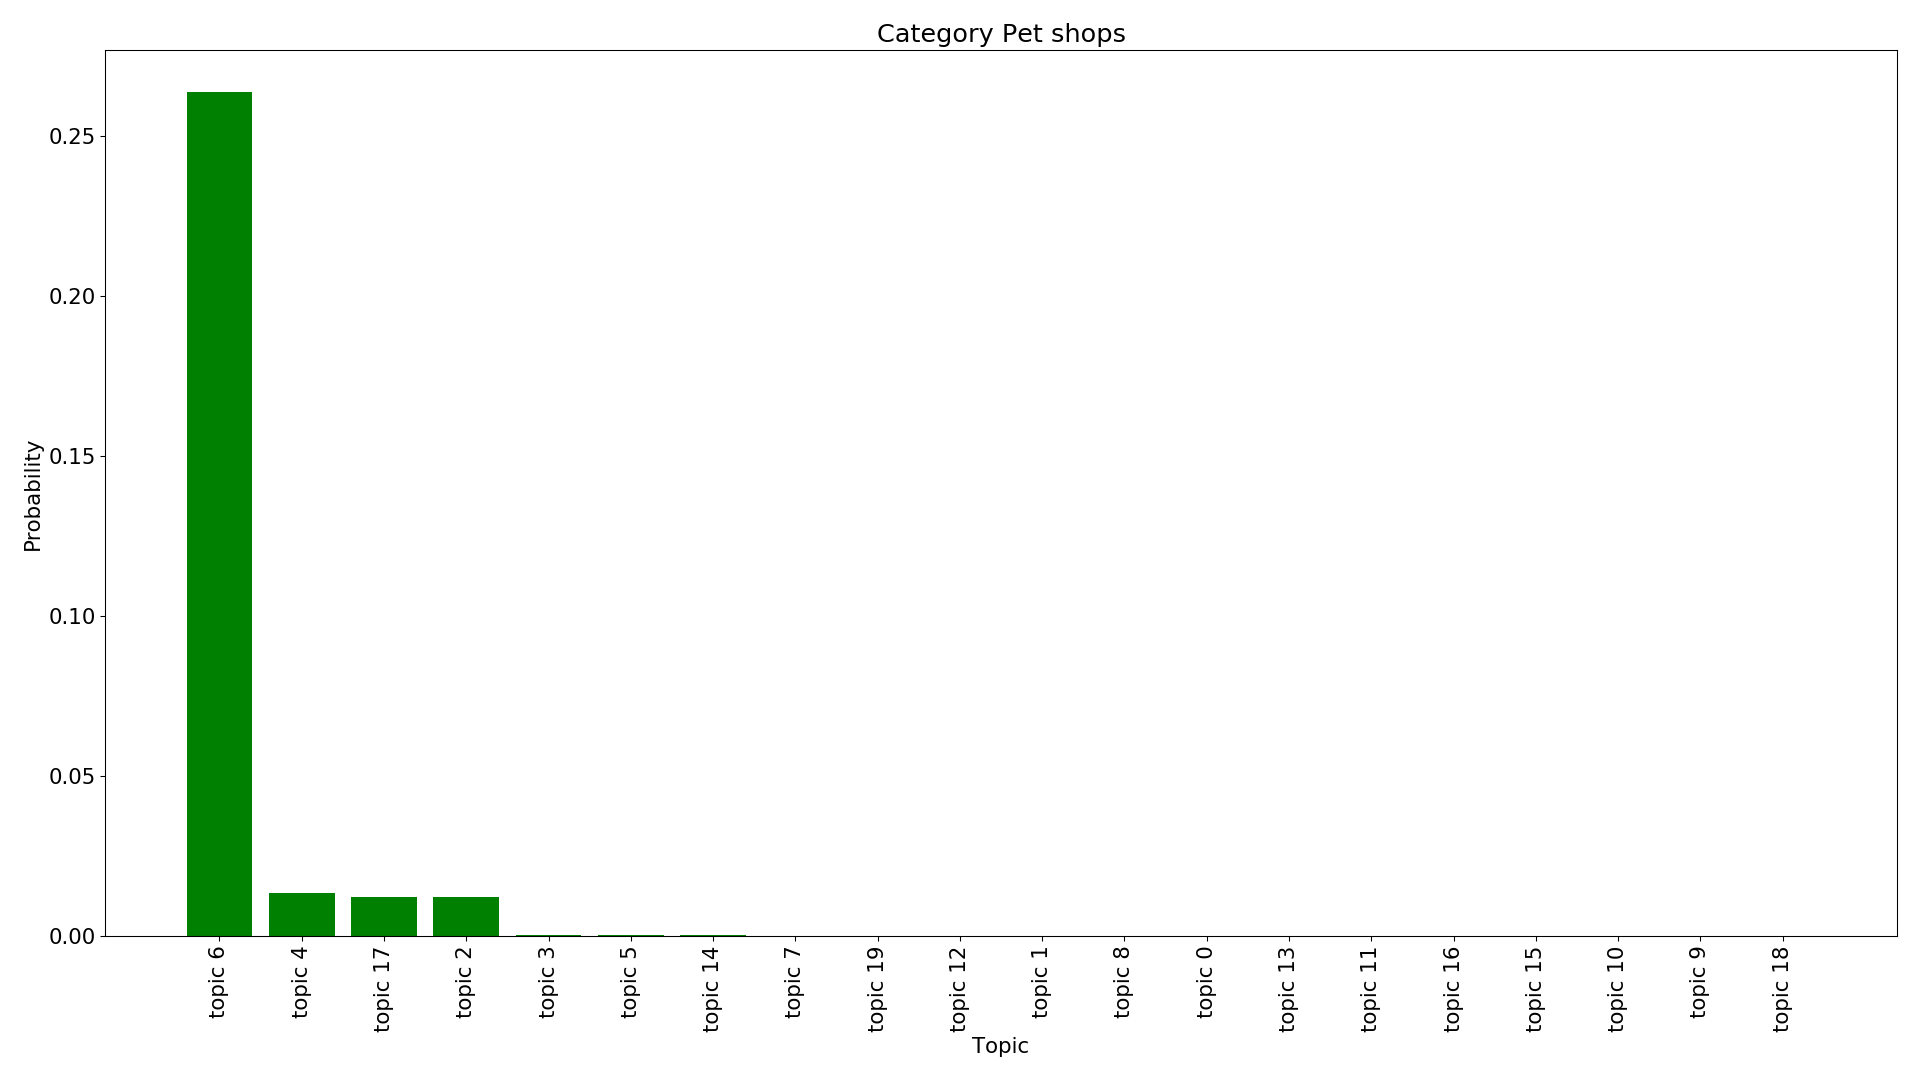 Category Pet shops
Probability
0.25
0.20
0.15
0.10
0.05
0.00
topic 6
topic 4
topic 17
topic 2
topic 3
topic 5
topic 14
topic 7
topic 19
topic 12
topic 1
topic 8
topic 0
topic 13
topic 11
topic 16
topic 15
topic 10
topic 9
topic 18
Topic